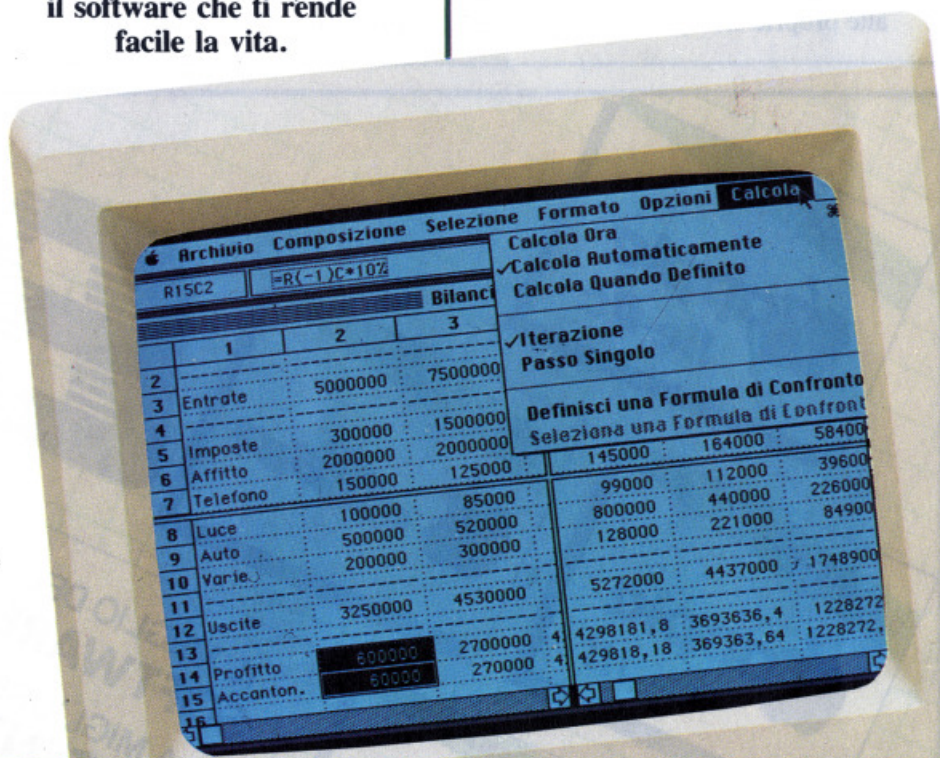 il software che ti rende
facile la vita.
Archivio Composizione Selezione Formato Opzioni Calcola
R15C2 =R(-1)C*10%
Calcola Ora ⌘
✓Calcola Automaticamente
Calcola Quando Definito
✓Iterazione
Passo Singolo
Definisci una Formula di Confronto
Seleziona una Formula di Confront
Bilanci
1 2 3
2
3 Entrate 5000000 7500000
4
5 Imposte 300000 1500000
6 Affitto 2000000 2000000
7 Telefono 150000 125000 145000 164000 58400
8 Luce 100000 85000 99000 112000 39600
9 Auto 500000 520000 800000 440000 226000
10 Varie 200000 300000 128000 221000 84900
11
12 Uscite 3250000 4530000 5272000 4437000 1748900
13
14 Profitto 600000 2700000 4 4298181,8 3693636,4 1228272
15 Accanton. 60000 270000 4 429818,18 369363,64 1228272,
16